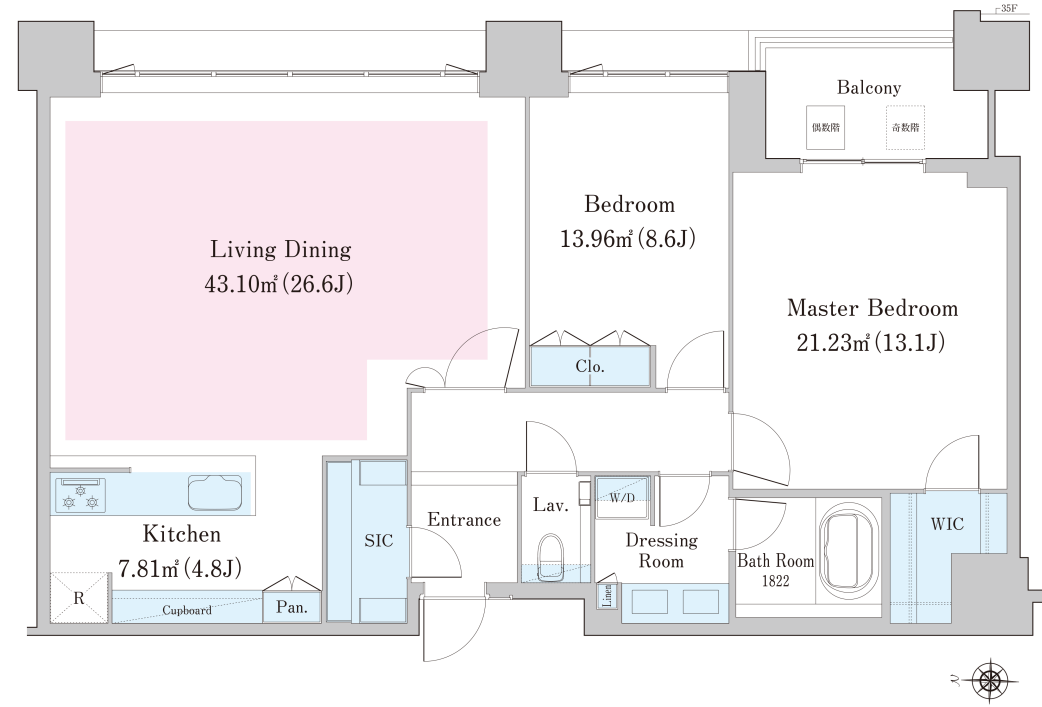 35F
Balcony
偶数階
奇数階
Bedroom
13.96㎡(8.6J)
Living Dining
43.10㎡(26.6J)
Master Bedroom
21.23㎡(13.1J)
Clo.
Lav.
W/D
Entrance
SIC
Kitchen
7.81㎡(4.8J)
Dressing
Room
Bath Room
1822
WIC
R
Cupboard
Pan.
Linen
N